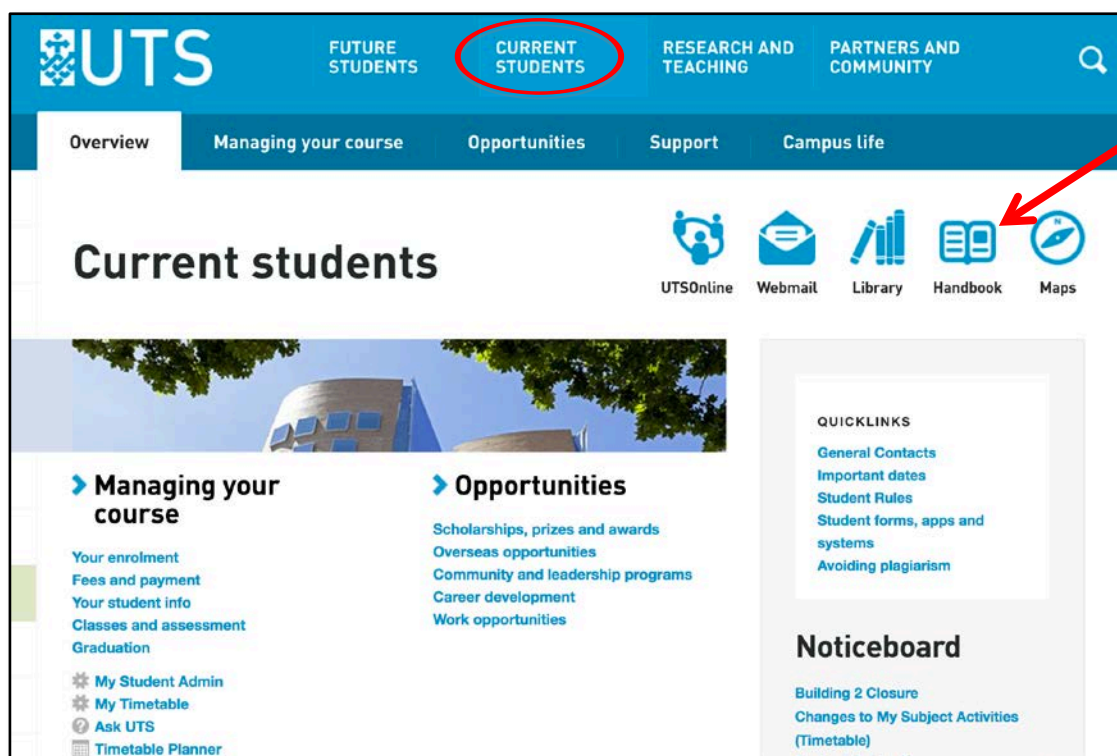 UTS
FUTURE
STUDENTS
CURRENT
STUDENTS
RESEARCH AND
TEACHING
PARTNERS AND
COMMUNITY
Overview
Managing your course
Opportunities
Support
Campus life
Current students
UTSOnline
Webmail
Library
Handbook
N
Maps
Managing your
course
Your enrolment
Fees and payment
Your student info
Classes and assessment
Graduation
My Student Admin
My Timetable
? Ask UTS
Timetable Planner
Opportunities
Scholarships, prizes and awards
Overseas opportunities
Community and leadership programs
Career development
Work opportunities
QUICKLINKS
General Contacts
Important dates
Student Rules
Student forms, apps and
systems
Avoiding plagiarism
Noticeboard
Building 2 Closure
Changes to My Subject Activities
(Timetable)